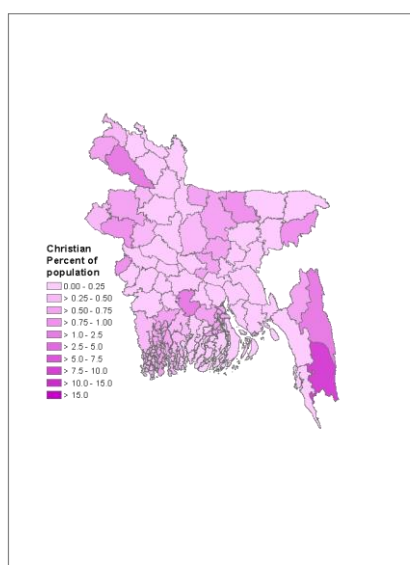 Christian
Percent of
population
0.00 - 0.25
> 0.25 - 0.50
> 0.50 - 0.75
> 0.75 - 1.00
> 1.0 - 2.5
> 2.5 - 5.0
> 5.0 - 7.5
> 7.5 - 10.0
> 10.0 - 15.0
> 15.0